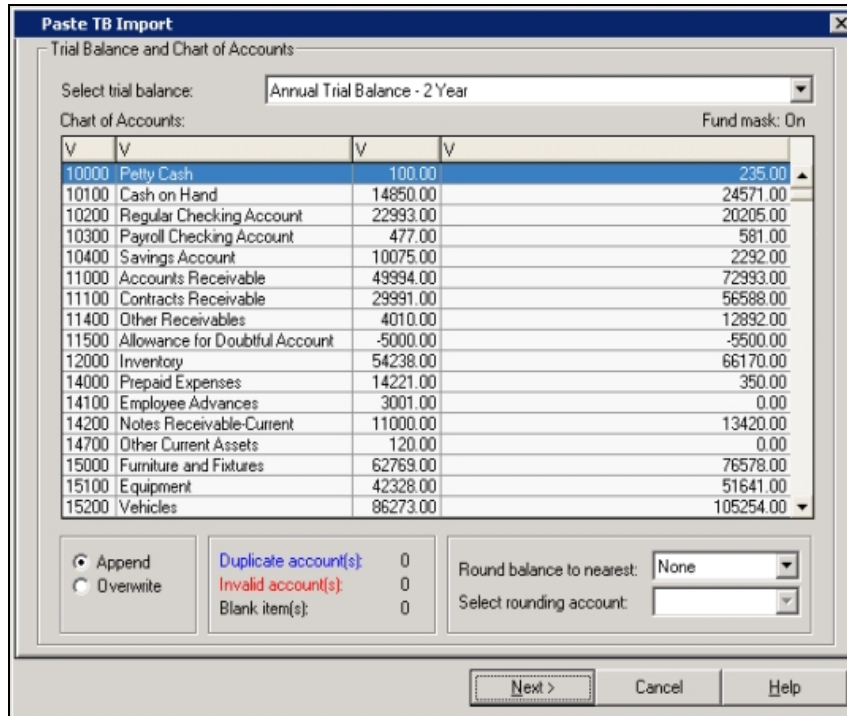 Paste TB Import
Trial Balance and Chart of Accounts
Select trial balance: Annual Trial Balance - 2 Year
Chart of Accounts: Fund mask: On
V V V V
10000 Petty Cash 100.00 235.00
10100 Cash on Hand 14850.00 24571.00
10200 Regular Checking Account 22993.00 20205.00
10300 Payroll Checking Account 477.00 581.00
10400 Savings Account 10075.00 2292.00
11000 Accounts Receivable 49994.00 72993.00
11100 Contracts Receivable 29991.00 56588.00
11400 Other Receivables 4010.00 12892.00
11500 Allowance for Doubtful Account -5000.00 -5500.00
12000 Inventory 54238.00 66170.00
14000 Prepaid Expenses 14221.00 350.00
14100 Employee Advances 3001.00 0.00
14200 Notes Receivable-Current 11000.00 13420.00
14700 Other Current Assets 120.00 0.00
15000 Furniture and Fixtures 62769.00 76578.00
15100 Equipment 42328.00 51641.00
15200 Vehicles 86273.00 105254.00
Append
Overwrite
Duplicate account(s): 0
Invalid account(s): 0
Blank item(s): 0
Round balance to nearest: None
Select rounding account:
Next > Cancel Help